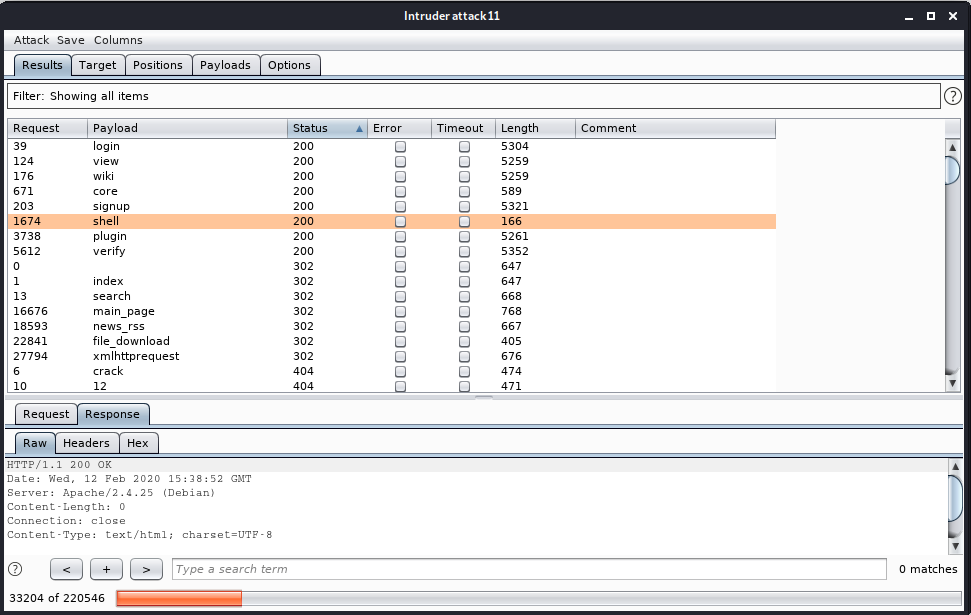 Intruder attack11
Attack Save Columns
Results Target Positions Payloads Options
Filter: Showing all items ?
Request Payload Status Error Timeout Length Comment
39 login 200 5304
124 view 200 5259
176 wiki 200 5259
671 core 200 589
203 signup 200 5321
1674 shell 200 166
3738 plugin 200 5261
5612 verify 200 5352
0 302 647
1 index 302 647
13 search 302 668
16676 main_page 302 768
18593 news_rss 302 667
22841 file_download 302 405
27794 xmlhttprequest 302 676
6 crack 404 474
10 12 404 471
Request Response
Raw Headers Hex
HTTP/1.1 200 OK
Date: Wed, 12 Feb 2020 15:38:52 GMT
Server: Apache/2.4.25 (Debian)
Content-Length: 0
Connection: close
Content-Type: text/html; charset=UTF-8
? < + > Type a search term 0 matches
33204 of 220546